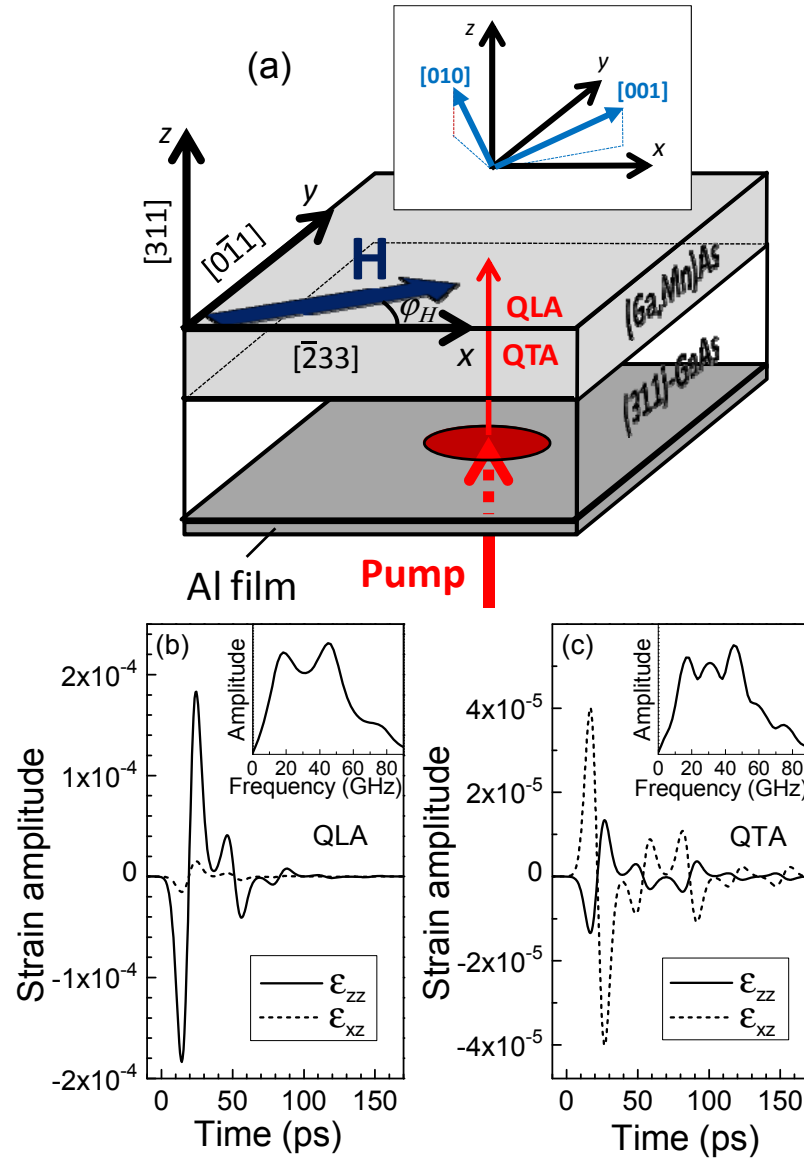 (a)
z
y
x
[010]
[001]
z
y
x
[311]
[01̅1]
H
φH
[2̅33]
QLA
QTA
(Ga,Mn)As
(311)-GaAs
Al film
Pump
(b)
Strain amplitude
2x10⁻⁴
1x10⁻⁴
0
-1x10⁻⁴
-2x10⁻⁴
Amplitude
0 20 40 60 80
Frequency (GHz)
QLA
εzz
εxz
0 50 100 150
Time (ps)
(c)
Strain amplitude
4x10⁻⁵
2x10⁻⁵
0
-2x10⁻⁵
-4x10⁻⁵
Amplitude
0 20 40 60 80
Frequency (GHz)
QTA
εzz
εxz
0 50 100 150
Time (ps)